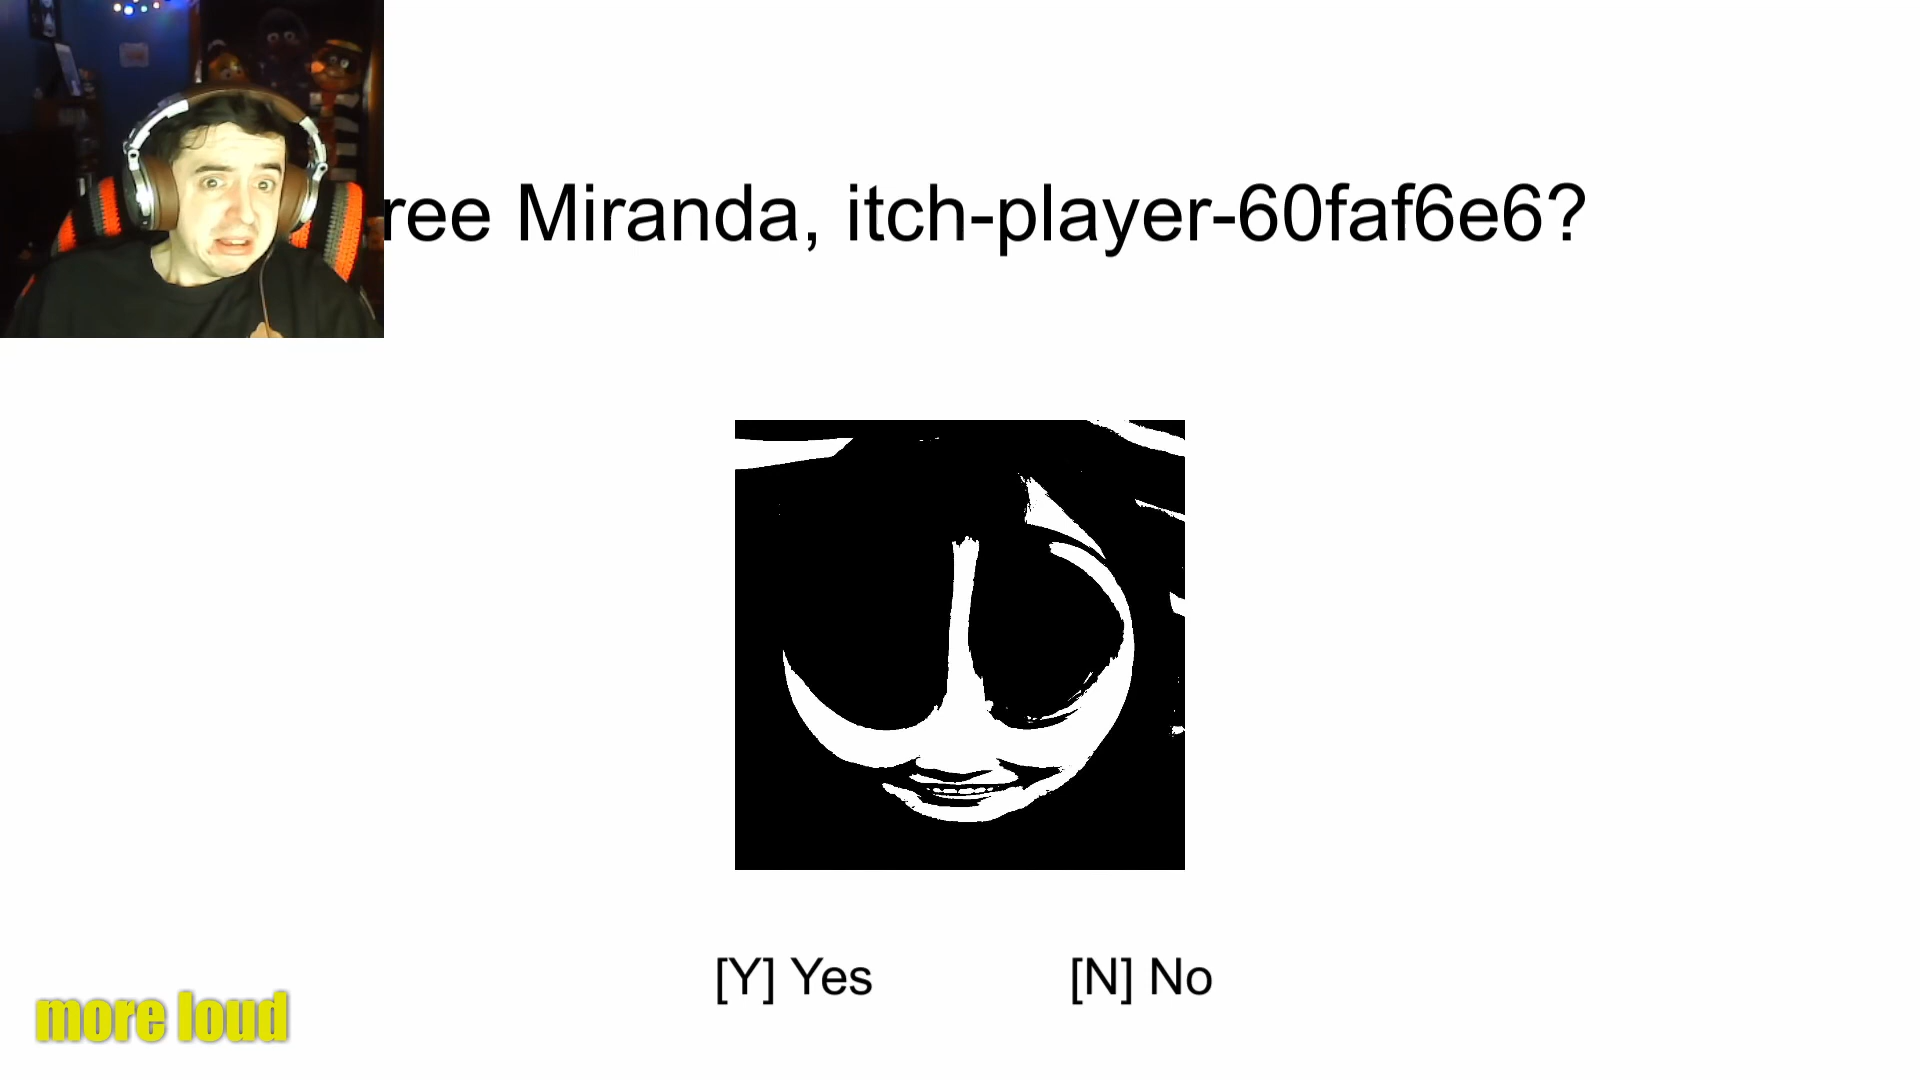 ree Miranda, itch-player-60faf6e6?
[Y] Yes [N] No
more loud